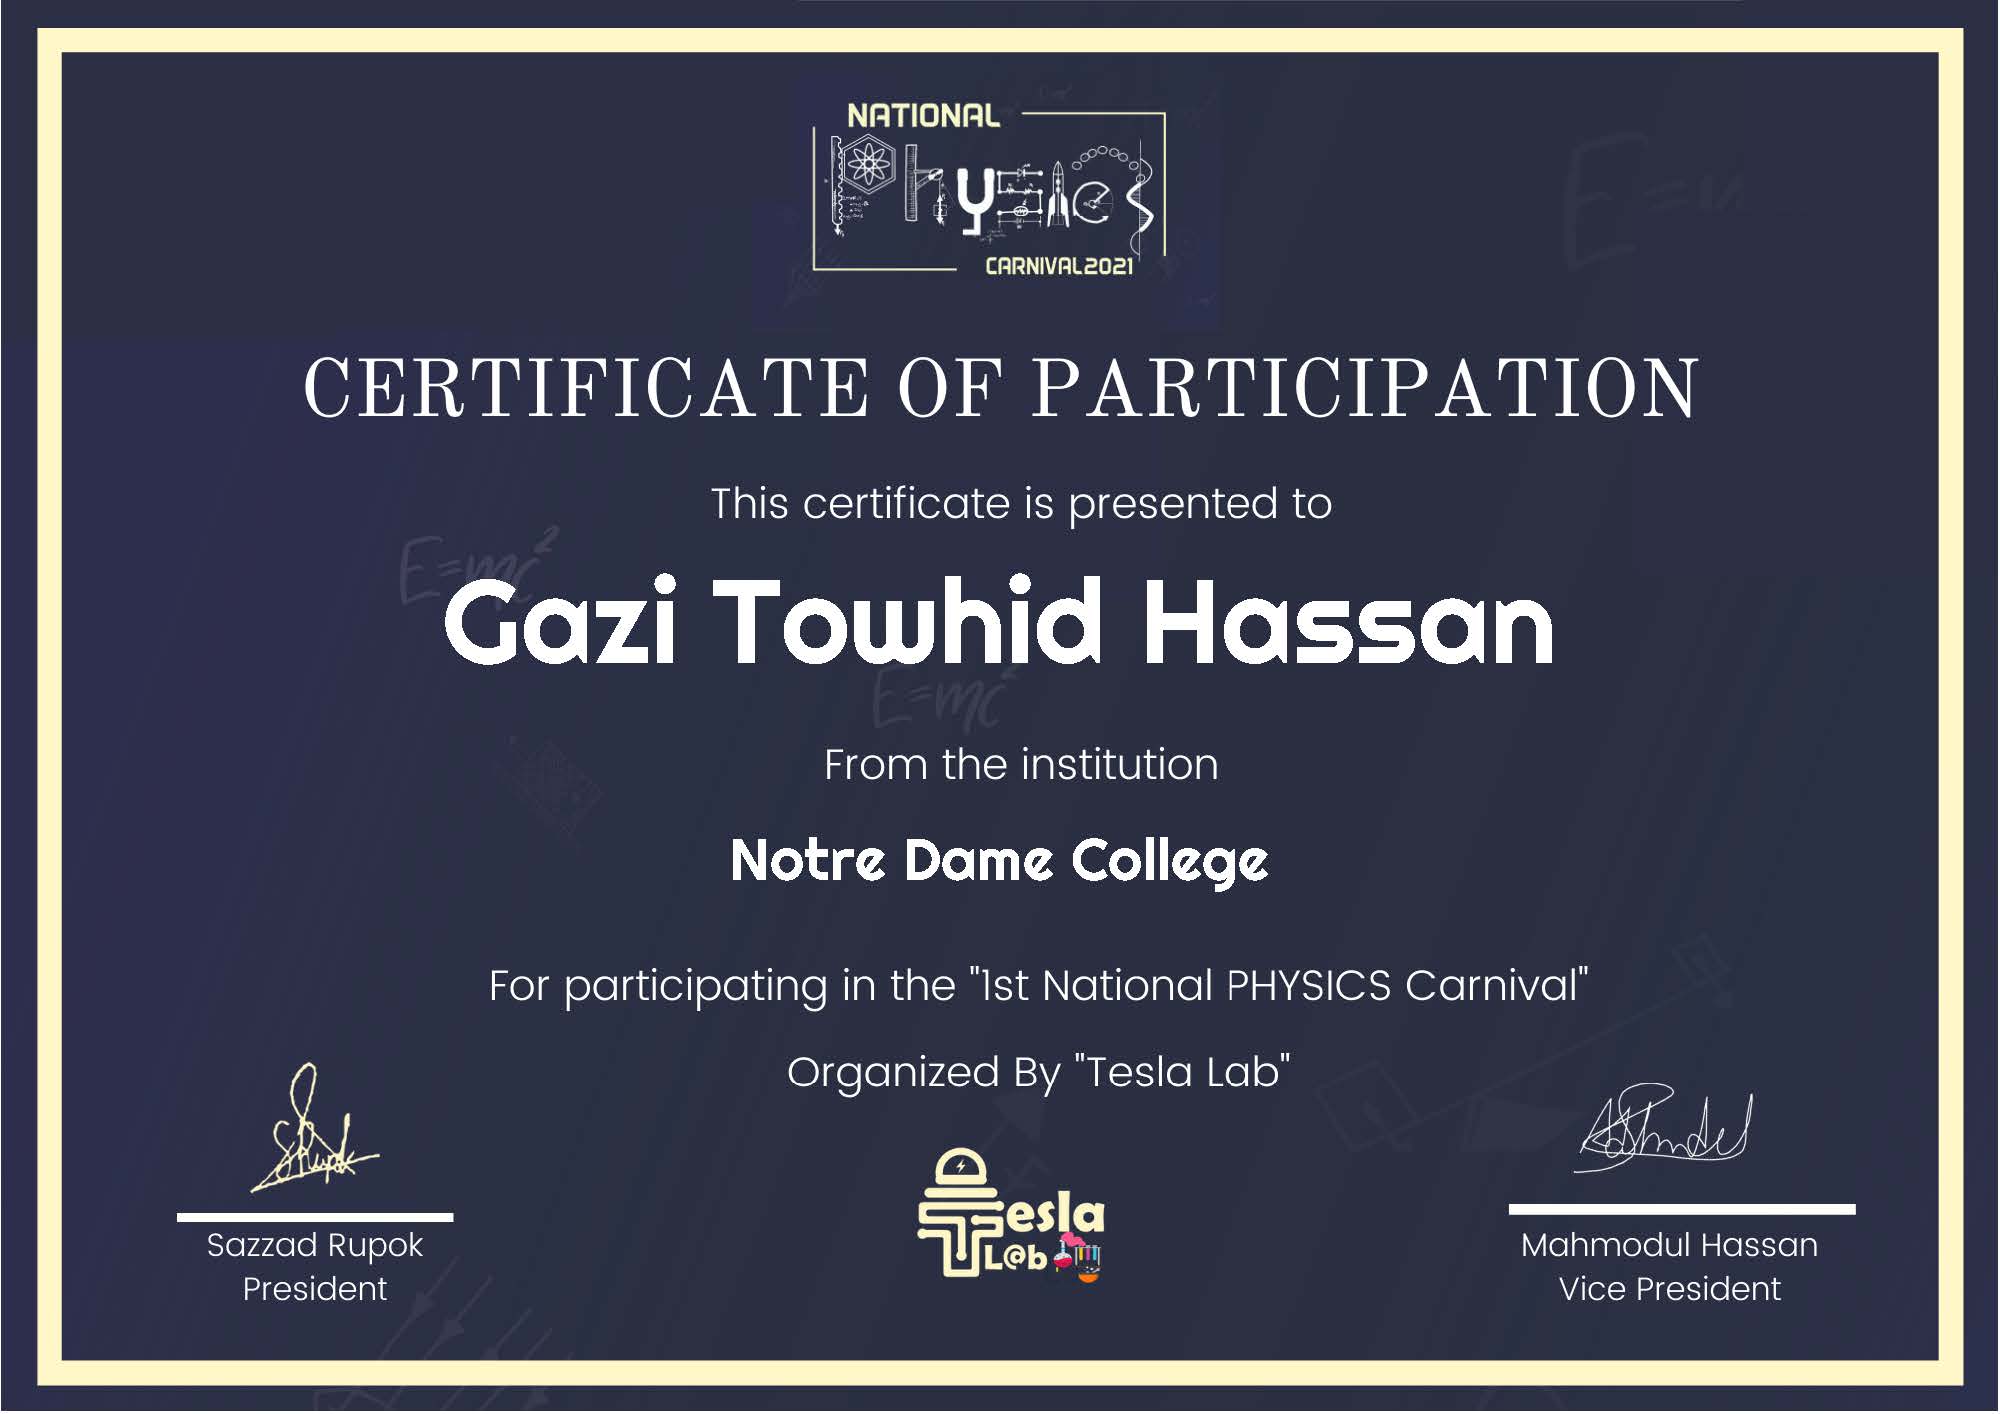 NATIONAL
Physics
CARNIVAL2021
CERTIFICATE OF PARTICIPATION
This certificate is presented to
E=mc²
Gazi Towhid Hassan
E=mc²
From the institution
Notre Dame College
For participating in the "1st National PHYSICS Carnival"
Organized By "Tesla Lab"
Tesla
L@b
Sazzad Rupok
President
Mahmodul Hassan
Vice President